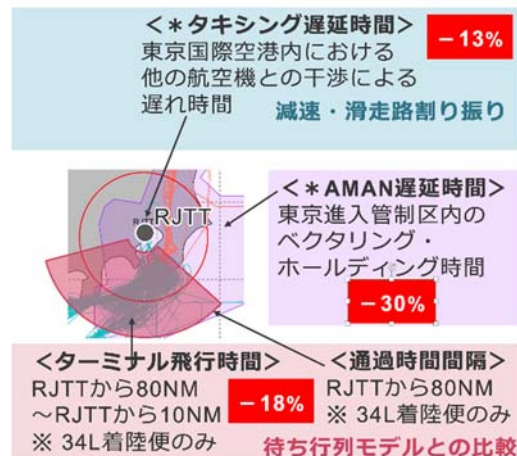 <*タキシング遅延時間>
-13%
東京国際空港内における
他の航空機との干渉による
遅れ時間
減速・滑走路割り振り
RJTT
<*AMAN遅延時間>
東京進入管制区内の
ベクタリング・
ホールディング時間
-30%
<ターミナル飛行時間>
RJTTから80NM
~RJTTから10NM
※ 34L着陸便のみ
-18%
<通過時間間隔>
RJTTから80NM
※ 34L着陸便のみ
待ち行列モデルとの比較